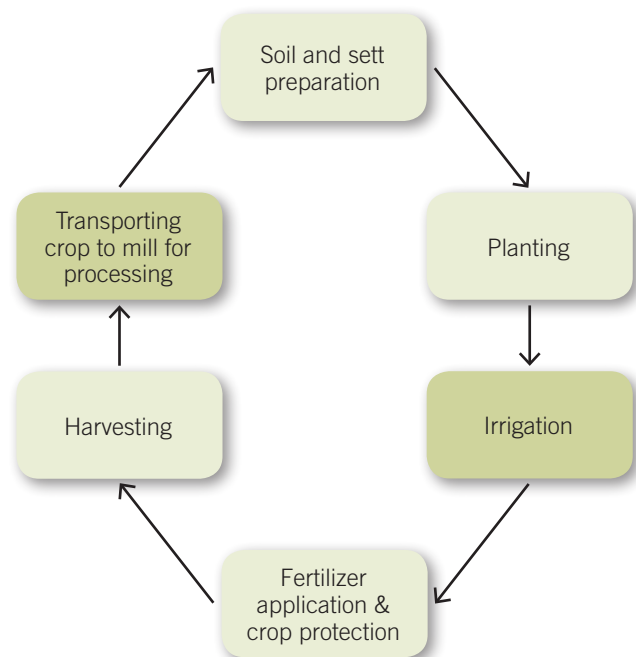 Soil and sett
preparation
Planting
Irrigation
Fertilizer
application &
crop protection
Harvesting
Transporting
crop to mill for
processing